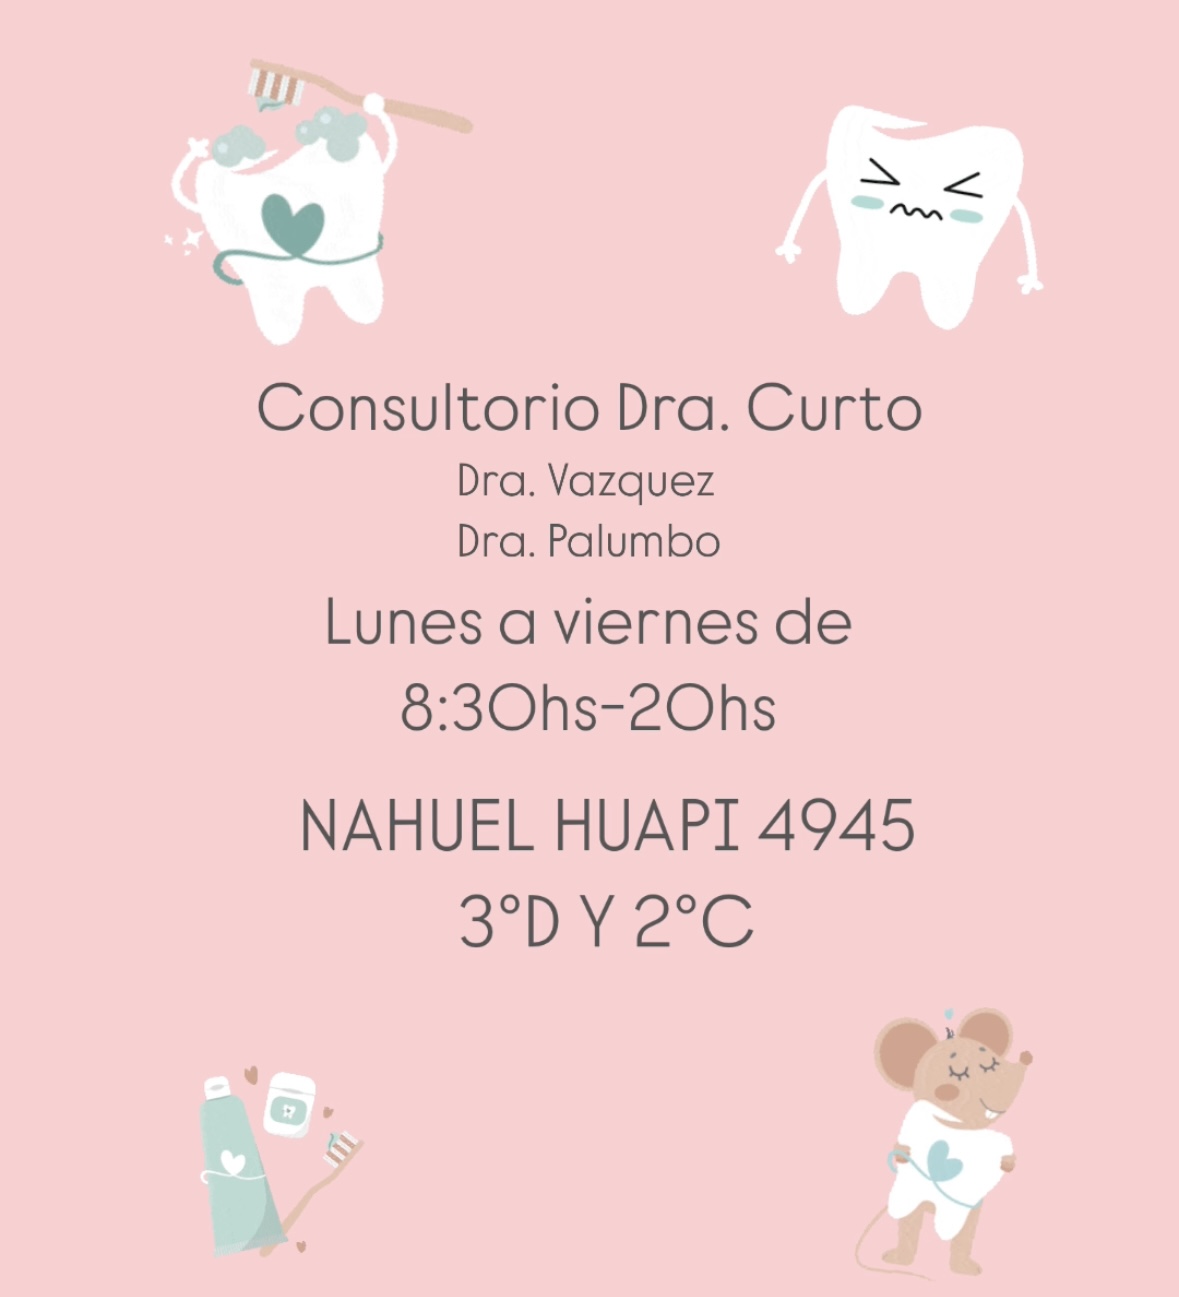 Consultorio Dra. Curto
Dra. Vazquez
Dra. Palumbo
Lunes a viernes de
8:30hs-20hs
NAHUEL HUAPI 4945
3°D Y 2°C